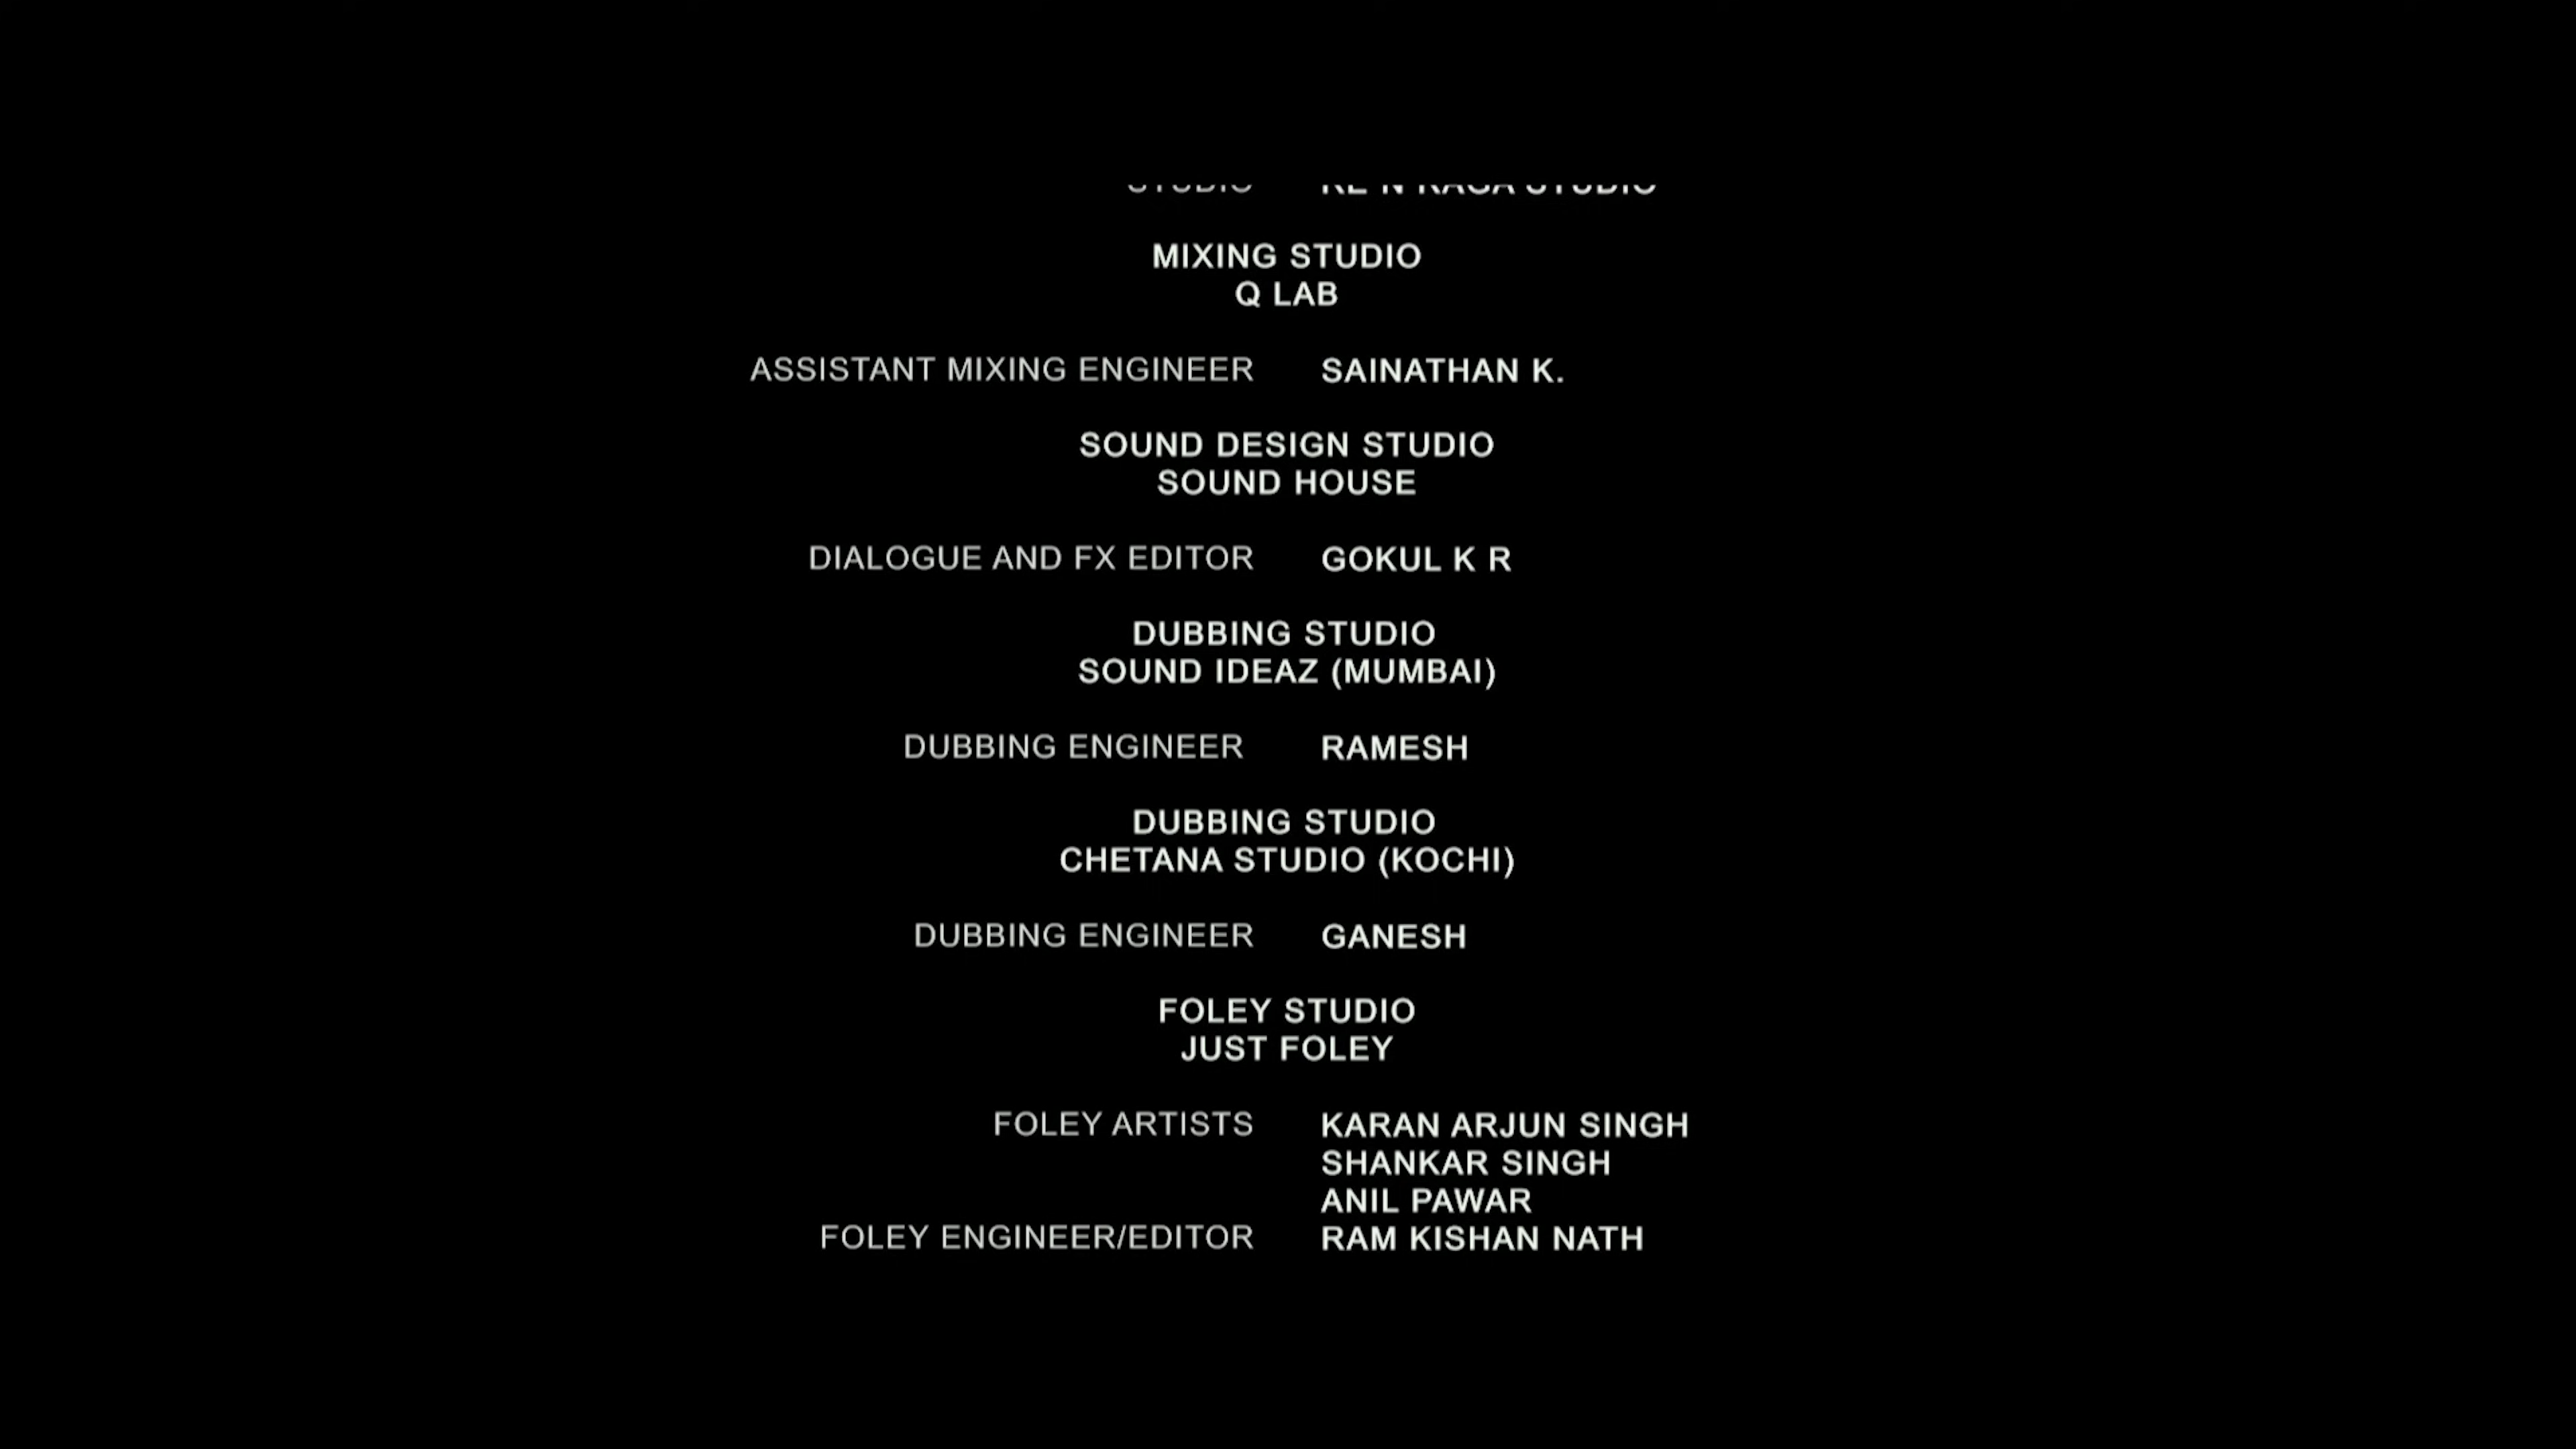 STUDIO
MIXING STUDIO
Q LAB
ASSISTANT MIXING ENGINEER SAINATHAN K.
SOUND DESIGN STUDIO
SOUND HOUSE
DIALOGUE AND FX EDITOR GOKUL K R
DUBBING STUDIO
SOUND IDEAZ (MUMBAI)
DUBBING ENGINEER RAMESH
DUBBING STUDIO
CHETANA STUDIO (KOCHI)
DUBBING ENGINEER GANESH
FOLEY STUDIO
JUST FOLEY
FOLEY ARTISTS KARAN ARJUN SINGH
SHANKAR SINGH
ANIL PAWAR
FOLEY ENGINEER/EDITOR RAM KISHAN NATH